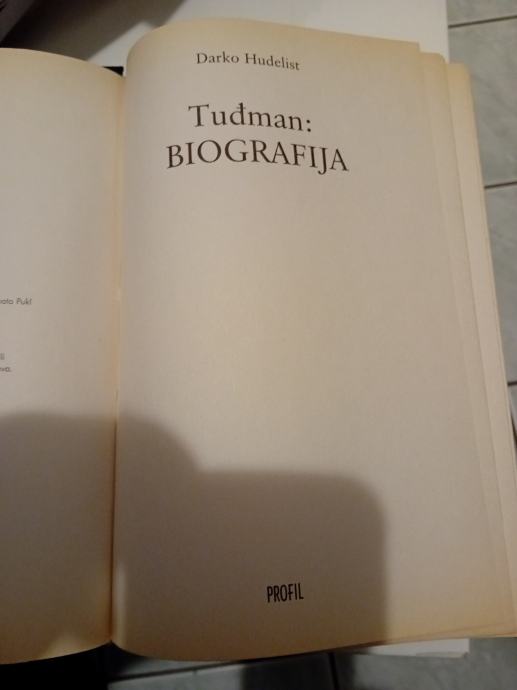 Darko Hudelist
Tuđman:
BIOGRAFIJA
PROFIL